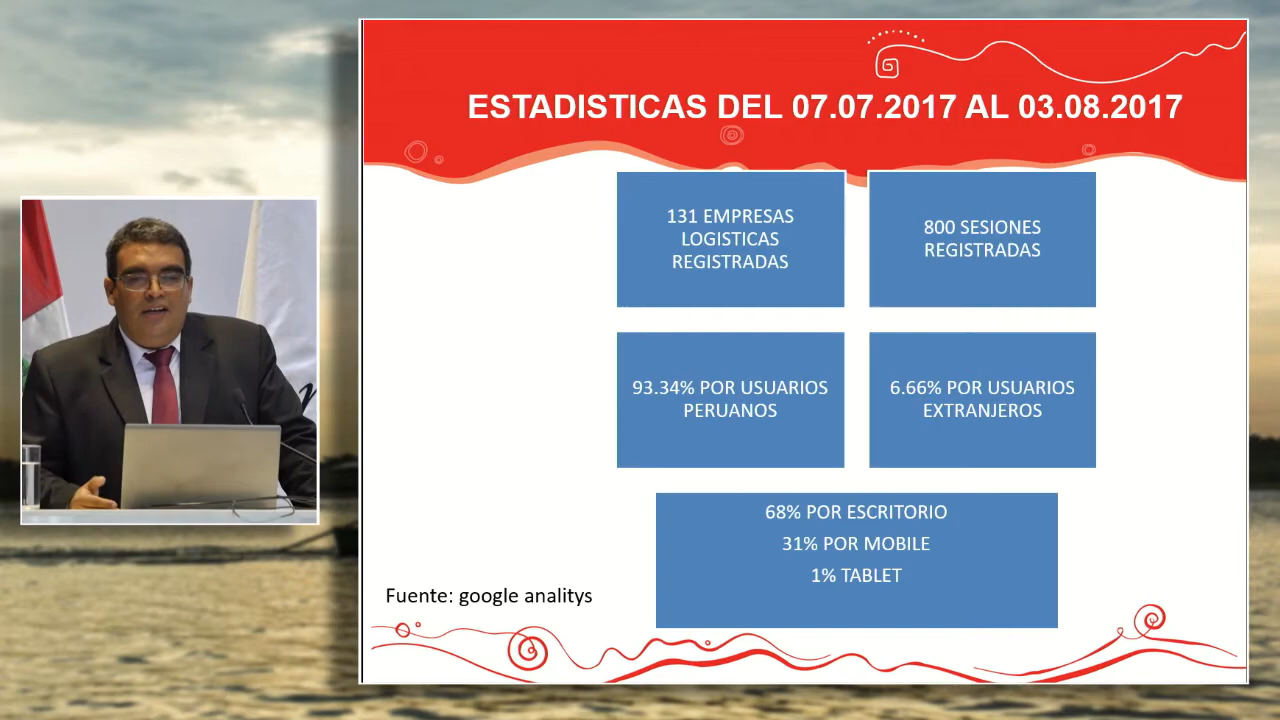 ESTADISTICAS DEL 07.07.2017 AL 03.08.2017
131 EMPRESAS
LOGISTICAS
REGISTRADAS
800 SESIONES
REGISTRADAS
93.34% POR USUARIOS
PERUANOS
6.66% POR USUARIOS
EXTRANJEROS
68% POR ESCRITORIO
31% POR MOBILE
1% TABLET
Fuente: google analitys